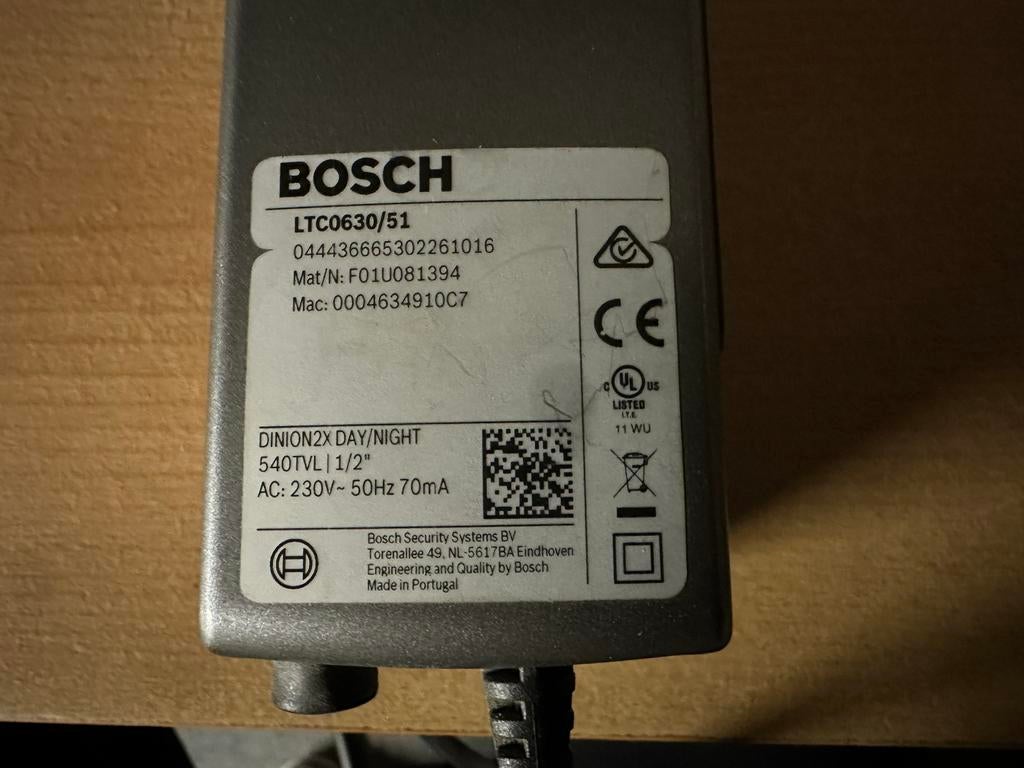 BOSCH
LTC0630/51
044436665302261016
Mat/N: F01U081394
Mac: 0004634910C7
CE
C UL US
LISTED
I.T.E.
11 WU
DINION2X DAY/NIGHT
540TVL | 1/2"
AC: 230V~ 50Hz 70mA
Bosch Security Systems BV
Torenallee 49, NL-5617BA Eindhoven
Engineering and Quality by Bosch
Made in Portugal